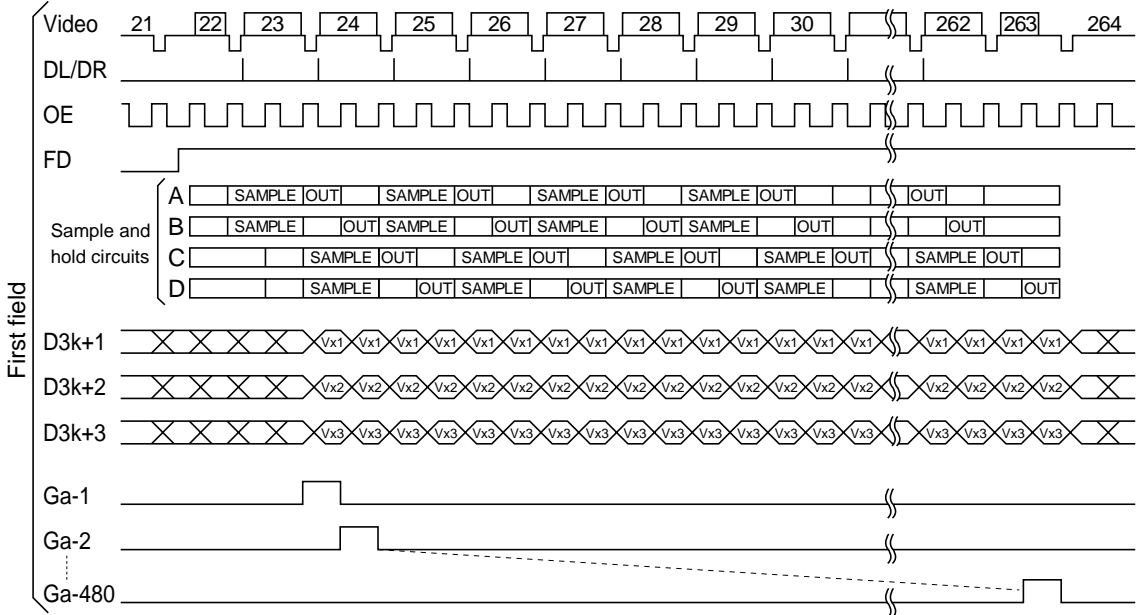 Video 21 22 23 24 25 26 27 28 29 30 262 263 264
DL/DR
OE
FD
First field
Sample and
hold circuits
A SAMPLE OUT SAMPLE OUT SAMPLE OUT SAMPLE OUT OUT
B SAMPLE OUT SAMPLE OUT SAMPLE OUT SAMPLE OUT OUT
C SAMPLE OUT SAMPLE OUT SAMPLE OUT SAMPLE OUT SAMPLE OUT
D SAMPLE OUT SAMPLE OUT SAMPLE OUT SAMPLE SAMPLE OUT
D3k+1 Vx1 Vx1 Vx1 Vx1 Vx1 Vx1 Vx1 Vx1 Vx1 Vx1 Vx1 Vx1 Vx1 Vx1 Vx1 Vx1 Vx1 Vx1 Vx1
D3k+2 Vx2 Vx2 Vx2 Vx2 Vx2 Vx2 Vx2 Vx2 Vx2 Vx2 Vx2 Vx2 Vx2 Vx2 Vx2 Vx2 Vx2 Vx2 Vx2
D3k+3 Vx3 Vx3 Vx3 Vx3 Vx3 Vx3 Vx3 Vx3 Vx3 Vx3 Vx3 Vx3 Vx3 Vx3 Vx3 Vx3 Vx3 Vx3 Vx3
Ga-1
Ga-2
Ga-480